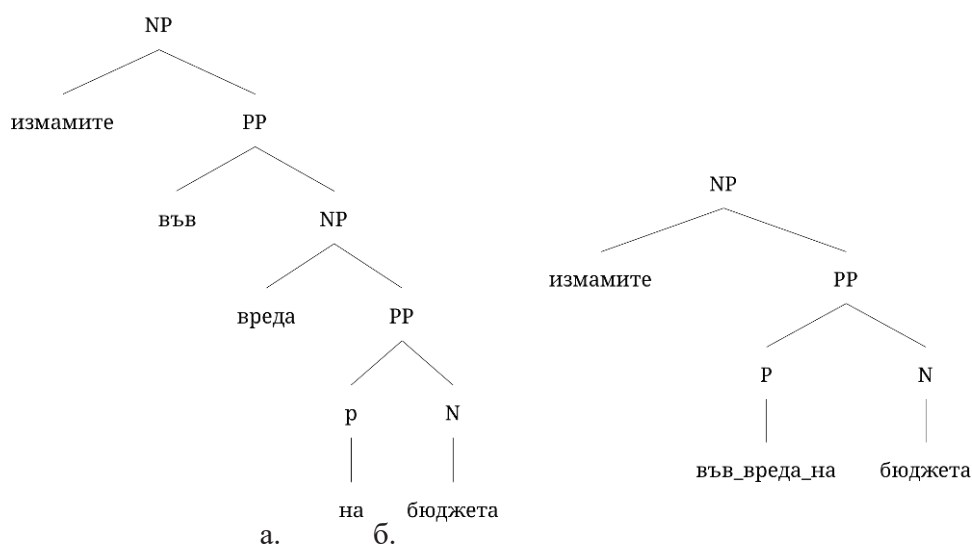 NP
измамите PP
във NP
вреда PP
p N
на бюджета
а.
NP
измамите PP
P N
във_вреда_на бюджета
б.